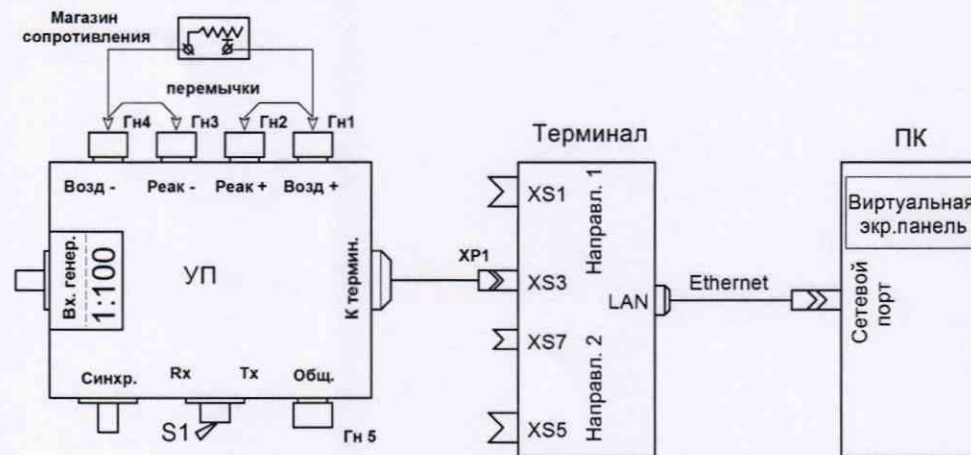 Магазин
сопротивления
перемычки
Гн4
Гн3
Гн2
Гн1
Возд -
Реак -
Реак +
Возд +
Вх. генер.
1:100
УП
К термин.
Синхр.
Rx
Tx
Общ.
S1
Гн 5
XP1
Терминал
XS1
XS3
XS7
XS5
Направл. 1
Направл. 2
LAN
Ethernet
ПК
Виртуальная
экр.панель
Сетевой
порт